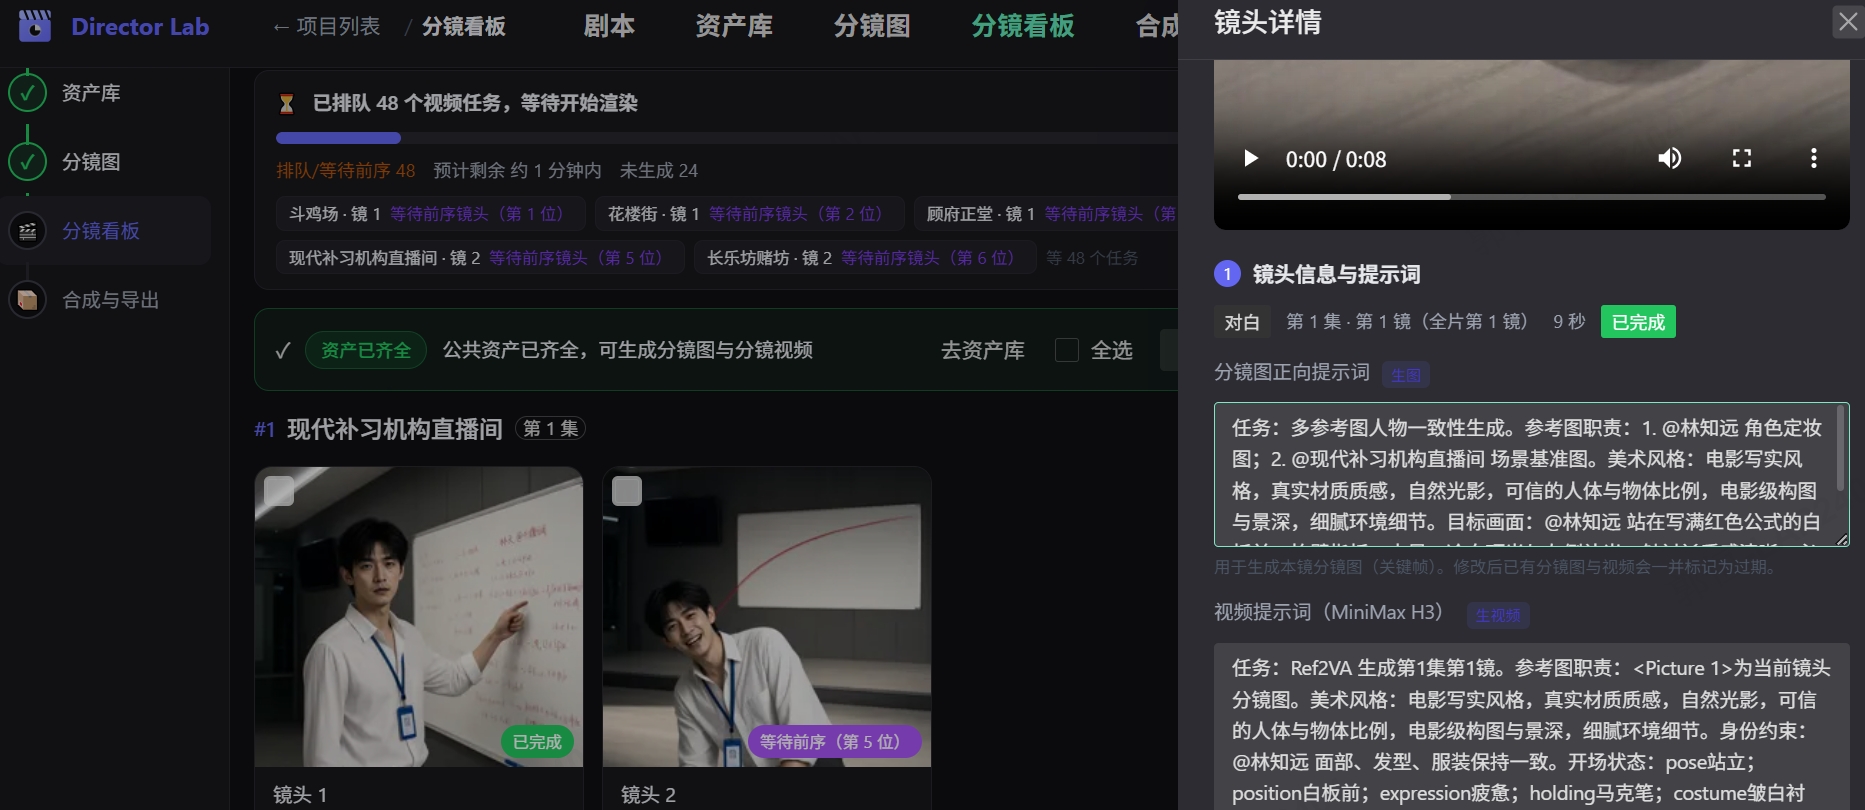 Director Lab
← 项目列表 / 分镜看板
剧本 资产库 分镜图 分镜看板
资产库
分镜图
分镜看板
合成与导出
已排队 48 个视频任务，等待开始渲染
排队/等待前序 48 预计剩余 约 1 分钟内 未生成 24
斗鸡场 · 镜 1 等待前序镜头（第 1 位） 花楼街 · 镜 1 等待前序镜头（第 2 位） 顾府正堂 · 镜 1 等待前序镜头（第
现代补习机构直播间 · 镜 2 等待前序镜头（第 5 位） 长乐坊赌坊 · 镜 2 等待前序镜头（第 6 位） 等 48 个任务
✓ 资产已齐全 公共资产已齐全，可生成分镜图与分镜视频 去资产库 全选
#1 现代补习机构直播间 第 1 集
已完成
等待前序（第 5 位）
镜头 1
镜头 2
镜头详情
0:00 / 0:08
1 镜头信息与提示词
对白 第 1 集 · 第 1 镜（全片第 1 镜） 9 秒 已完成
分镜图正向提示词 生图
任务：多参考图人物一致性生成。参考图职责：1. @林知远 角色定妆
图；2. @现代补习机构直播间 场景基准图。美术风格：电影写实风
格，真实材质质感，自然光影，可信的人体与物体比例，电影级构图
与景深，细腻环境细节。目标画面：@林知远 站在写满红色公式的白
用于生成本镜分镜图（关键帧）。修改后已有分镜图与视频会一并标记为过期。
视频提示词（MiniMax H3） 生视频
任务：Ref2VA 生成第1集第1镜。参考图职责：<Picture 1>为当前镜头
分镜图。美术风格：电影写实风格，真实材质质感，自然光影，可信
的人体与物体比例，电影级构图与景深，细腻环境细节。身份约束：
@林知远 面部、发型、服装保持一致。开场状态：pose站立；
position白板前；expression疲惫；holding马克笔；costume皱白衬